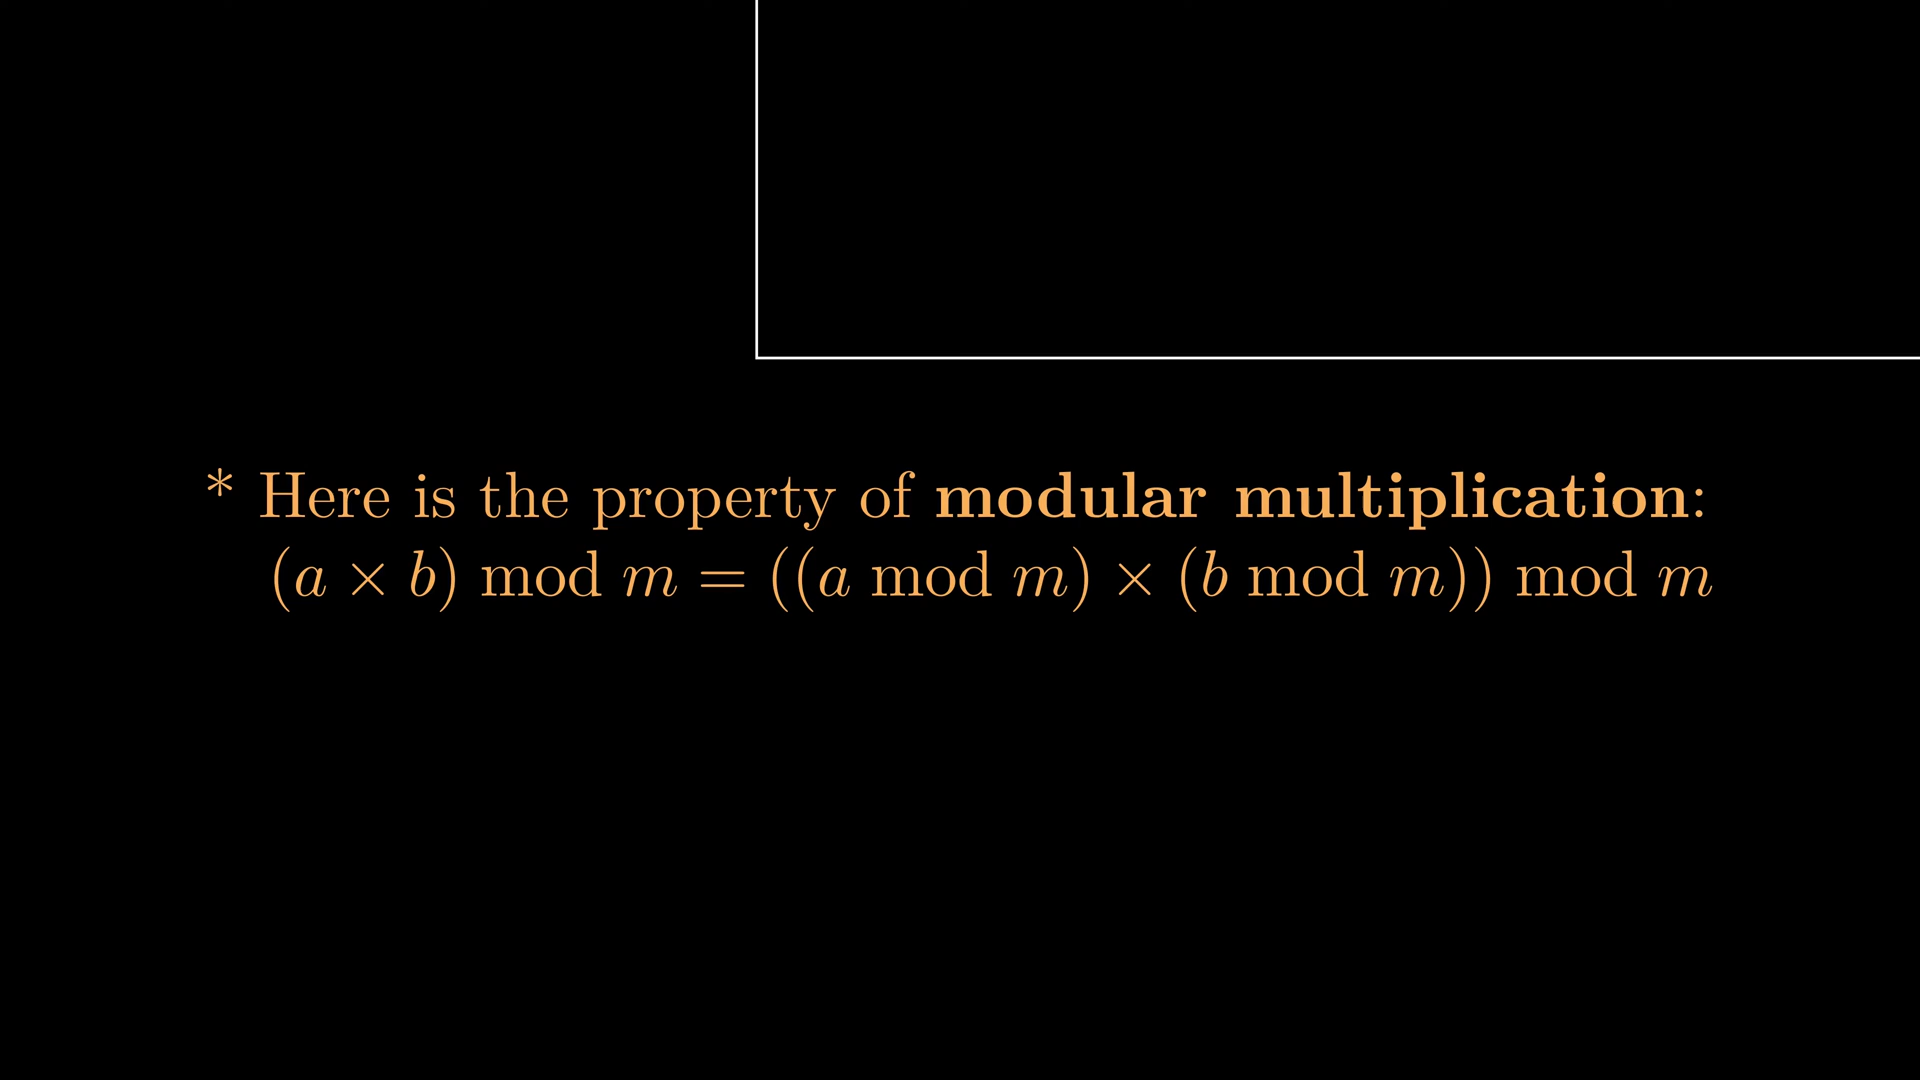 * Here is the property of modular multiplication:
(a × b) mod m = ((a mod m) × (b mod m)) mod m